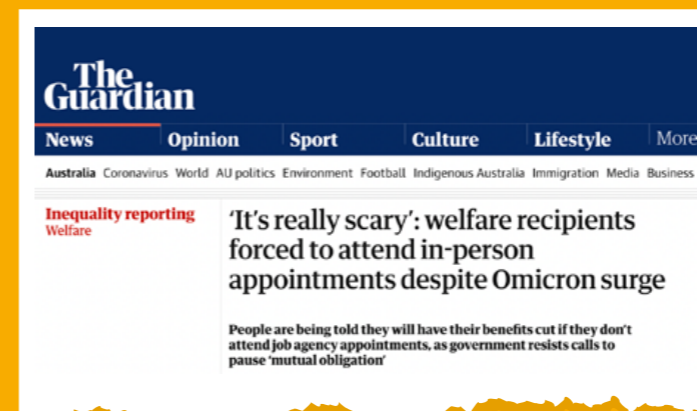 The
Guardian
News Opinion Sport Culture Lifestyle More
Australia Coronavirus World AU politics Environment Football Indigenous Australia Immigration Media Business
Inequality reporting
Welfare
‘It’s really scary’: welfare recipients
forced to attend in-person
appointments despite Omicron surge
People are being told they will have their benefits cut if they don’t
attend job agency appointments, as government resists calls to
pause ‘mutual obligation’